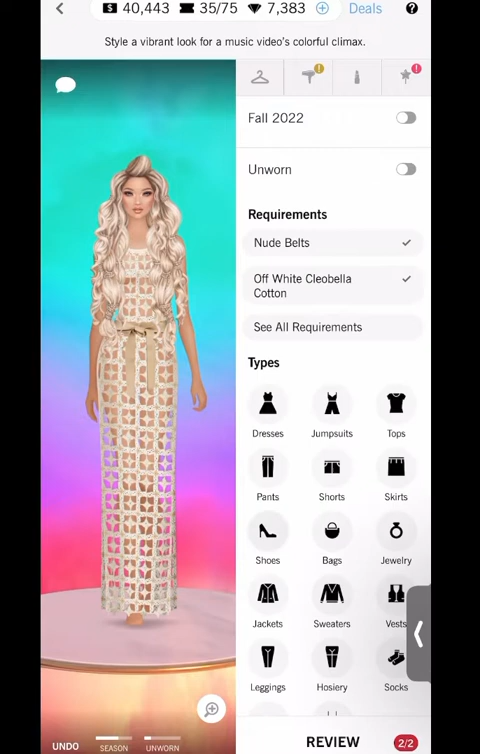 40,443 35/75 7,383 Deals
Style a vibrant look for a music video's colorful climax.
Fall 2022
Unworn
Requirements
Nude Belts
Off White Cleobella
Cotton
See All Requirements
Types
Dresses Jumpsuits Tops
Pants Shorts Skirts
Shoes Bags Jewelry
Jackets Sweaters Vests
Leggings Hosiery Socks
UNDO SEASON UNWORN REVIEW 2/2